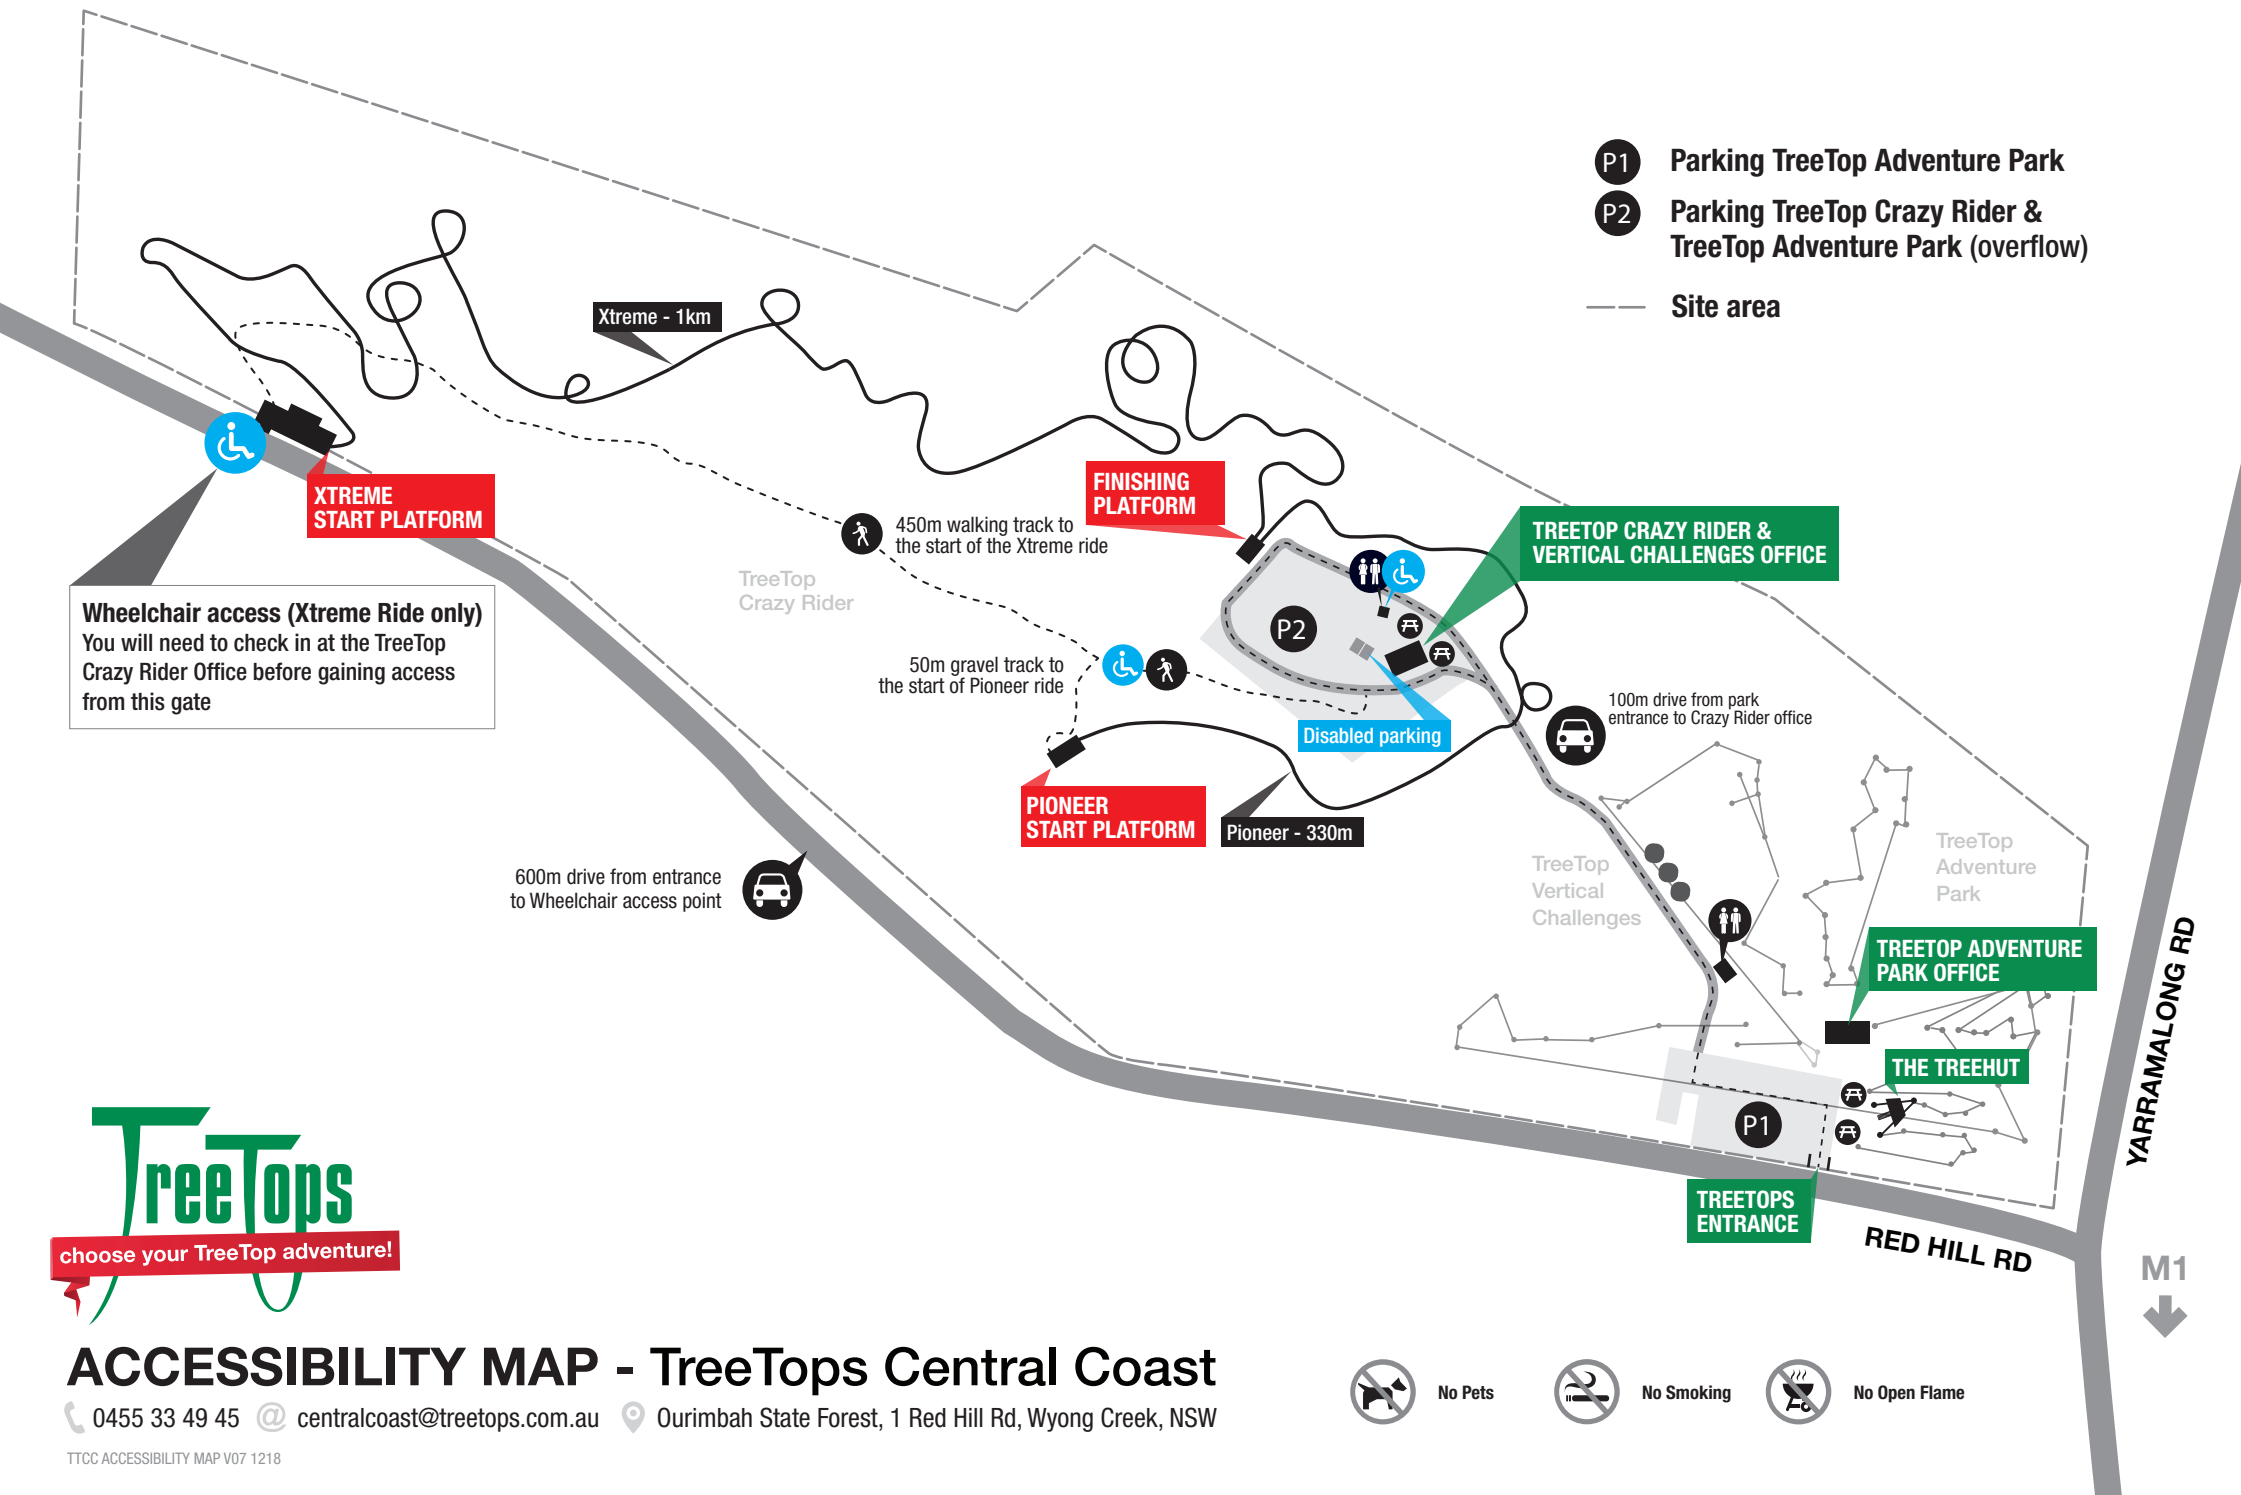 P1 Parking TreeTop Adventure Park
P2 Parking TreeTop Crazy Rider &
TreeTop Adventure Park (overflow)
Site area
Xtreme - 1km
XTREME
START PLATFORM
Wheelchair access (Xtreme Ride only)
You will need to check in at the TreeTop
Crazy Rider Office before gaining access
from this gate
FINISHING
PLATFORM
450m walking track to
the start of the Xtreme ride
TreeTop
Crazy Rider
TREETOP CRAZY RIDER &
VERTICAL CHALLENGES OFFICE
P2
50m gravel track to
the start of Pioneer ride
Disabled parking
100m drive from park
entrance to Crazy Rider office
PIONEER
START PLATFORM
Pioneer - 330m
600m drive from entrance
to Wheelchair access point
TreeTop
Vertical
Challenges
TreeTop
Adventure
Park
TREETOP ADVENTURE
PARK OFFICE
THE TREEHUT
P1
TREETOPS
ENTRANCE
YARRAMALONG RD
RED HILL RD
M1
TreeTops
choose your TreeTop adventure!
ACCESSIBILITY MAP - TreeTops Central Coast
0455 33 49 45 @ centralcoast@treetops.com.au Ourimbah State Forest, 1 Red Hill Rd, Wyong Creek, NSW
No Pets
No Smoking
No Open Flame
TTCC ACCESSIBILITY MAP V07 1218